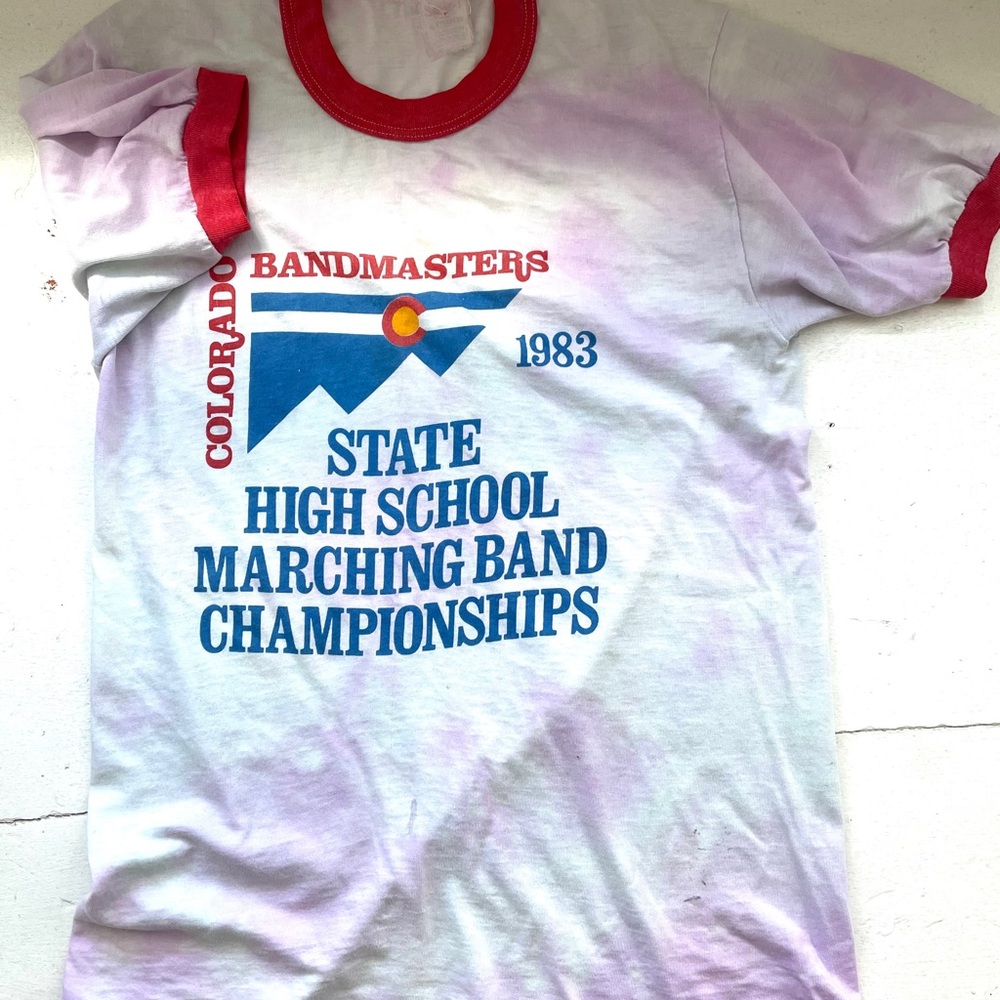 COLORADO
BANDMASTERS
1983
STATE
HIGH SCHOOL
MARCHING BAND
CHAMPIONSHIPS